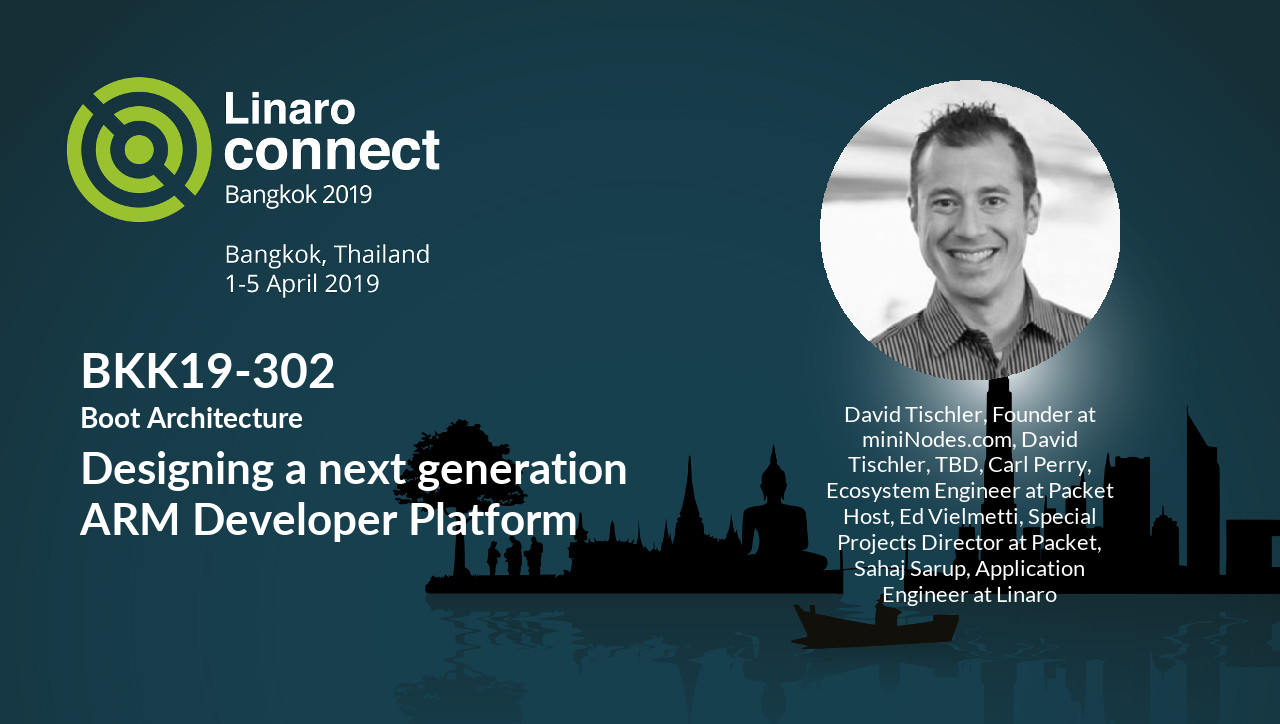 Linaro
connect
Bangkok 2019
Bangkok, Thailand
1-5 April 2019
BKK19-302
Boot Architecture
Designing a next generation
ARM Developer Platform
David Tischler, Founder at
miniNodes.com, David
Tischler, TBD, Carl Perry,
Ecosystem Engineer at Packet
Host, Ed Vielmetti, Special
Projects Director at Packet,
Sahaj Sarup, Application
Engineer at Linaro